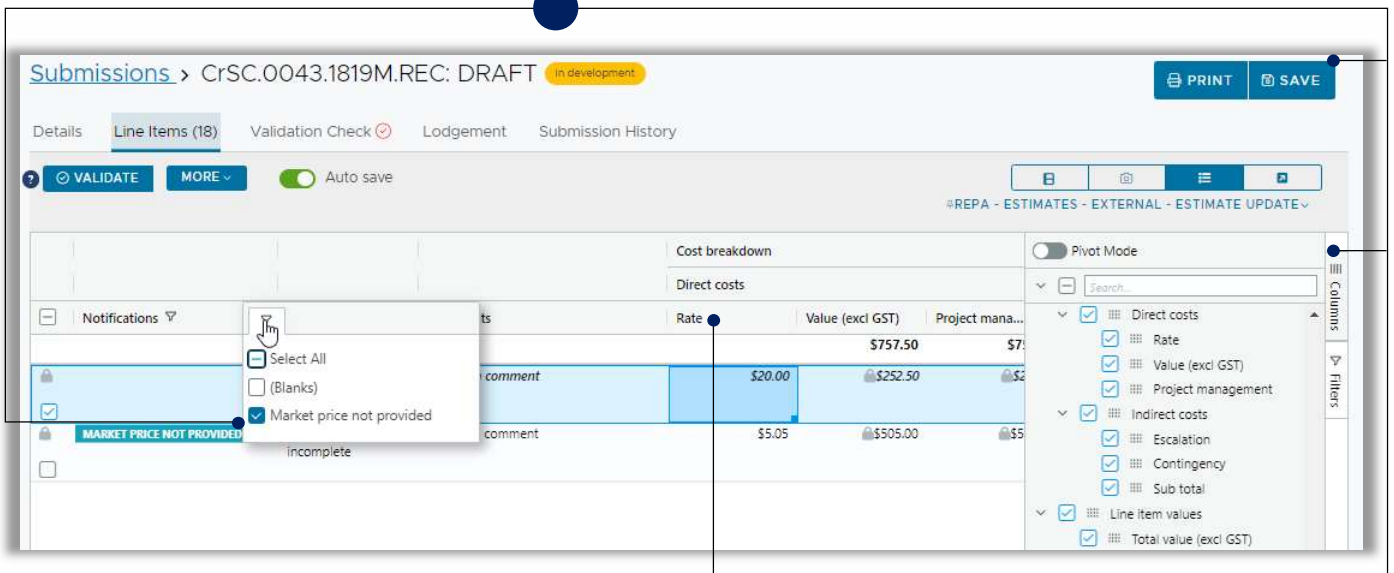 Submissions > CrSC.0043.1819M.REC: DRAFT In development
PRINT SAVE
Details Line Items (18) Validation Check Lodgement Submission History
? VALIDATE MORE Auto save
REPA - ESTIMATES - EXTERNAL - ESTIMATE UPDATE
Cost breakdown
Direct costs
Notifications ts Rate Value (excl GST) Project mana...
$757.50 $7
Select All
(Blanks)
Market price not provided
comment $20.00 $252.50 $2
MARKET PRICE NOT PROVIDED comment $5.05 $505.00 $5
incomplete
Pivot Mode
Search...
Direct costs
Rate
Value (excl GST)
Project management
Indirect costs
Escalation
Contingency
Sub total
Line item values
Total value (excl GST)
Columns
Filters